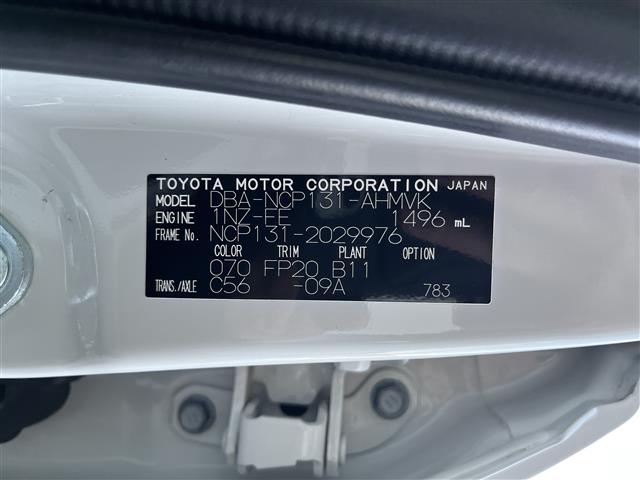 TOYOTA MOTOR CORPORATION JAPAN
MODEL DBA-NCP131-AHMVK
ENGINE 1NZ-FE 1496 mL
FRAME No. NCP131-2029976
COLOR TRIM PLANT OPTION
070 FP20 B11
TRANS./AXLE C56 -09A 783